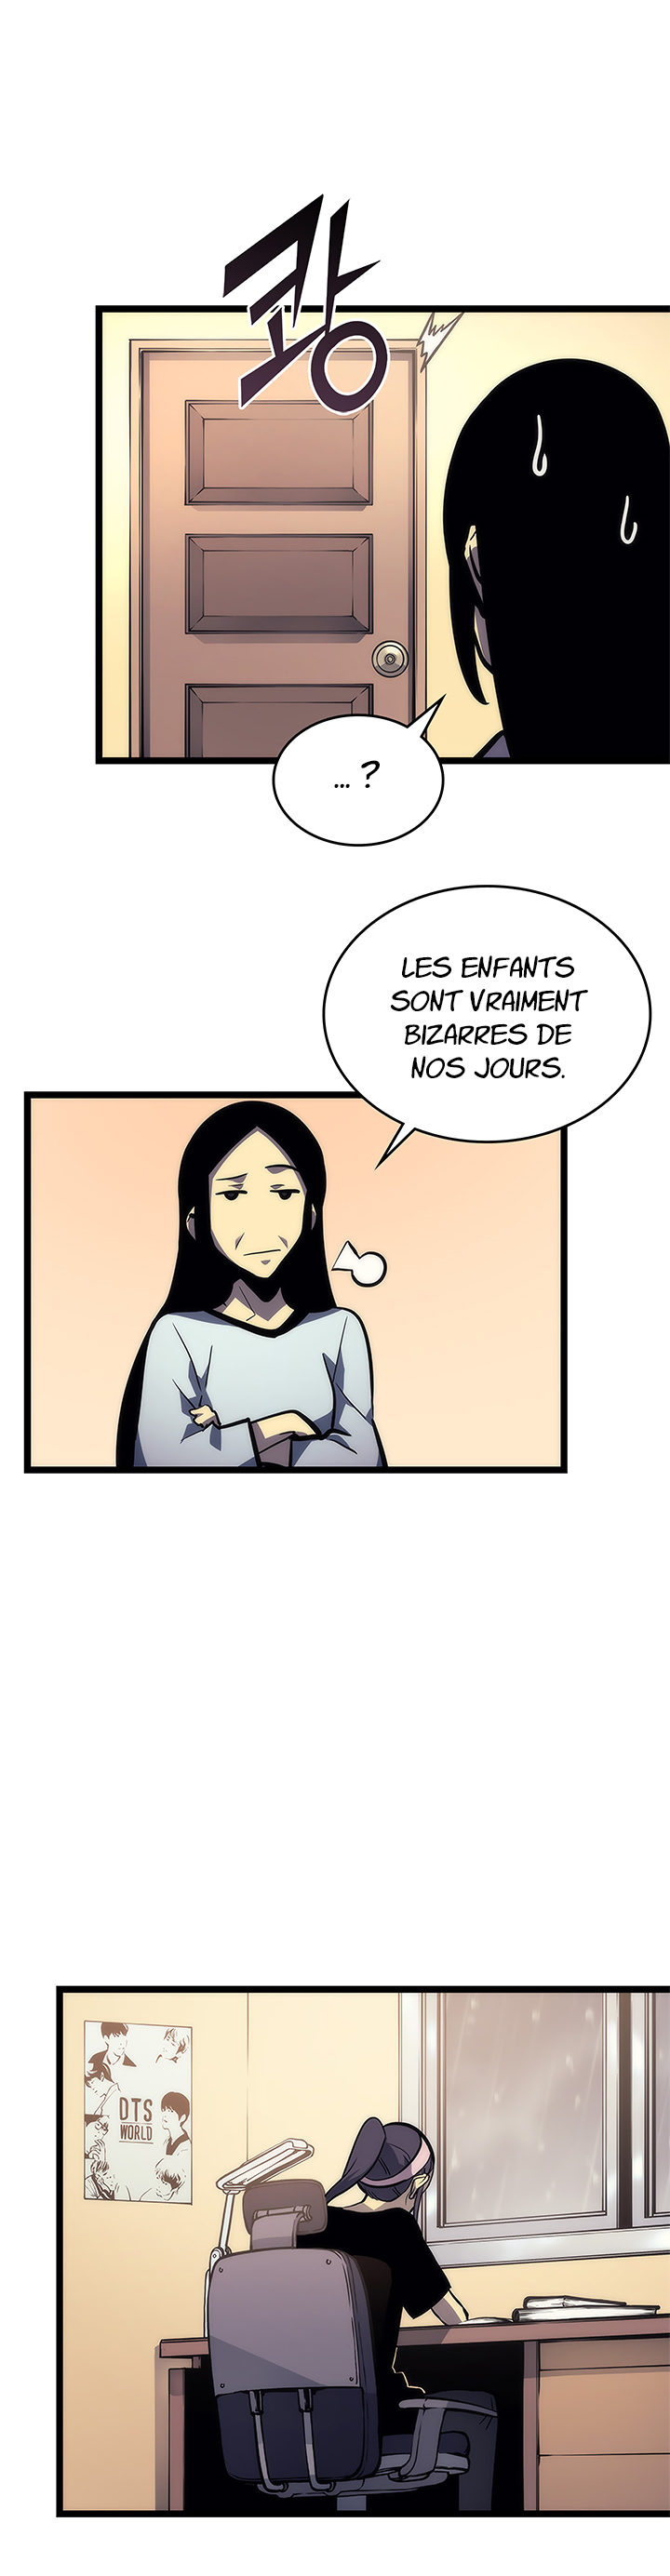 쾅
... ?
LES ENFANTS
SONT VRAIMENT
BIZARRES DE
NOS JOURS.
DTS
WORLD